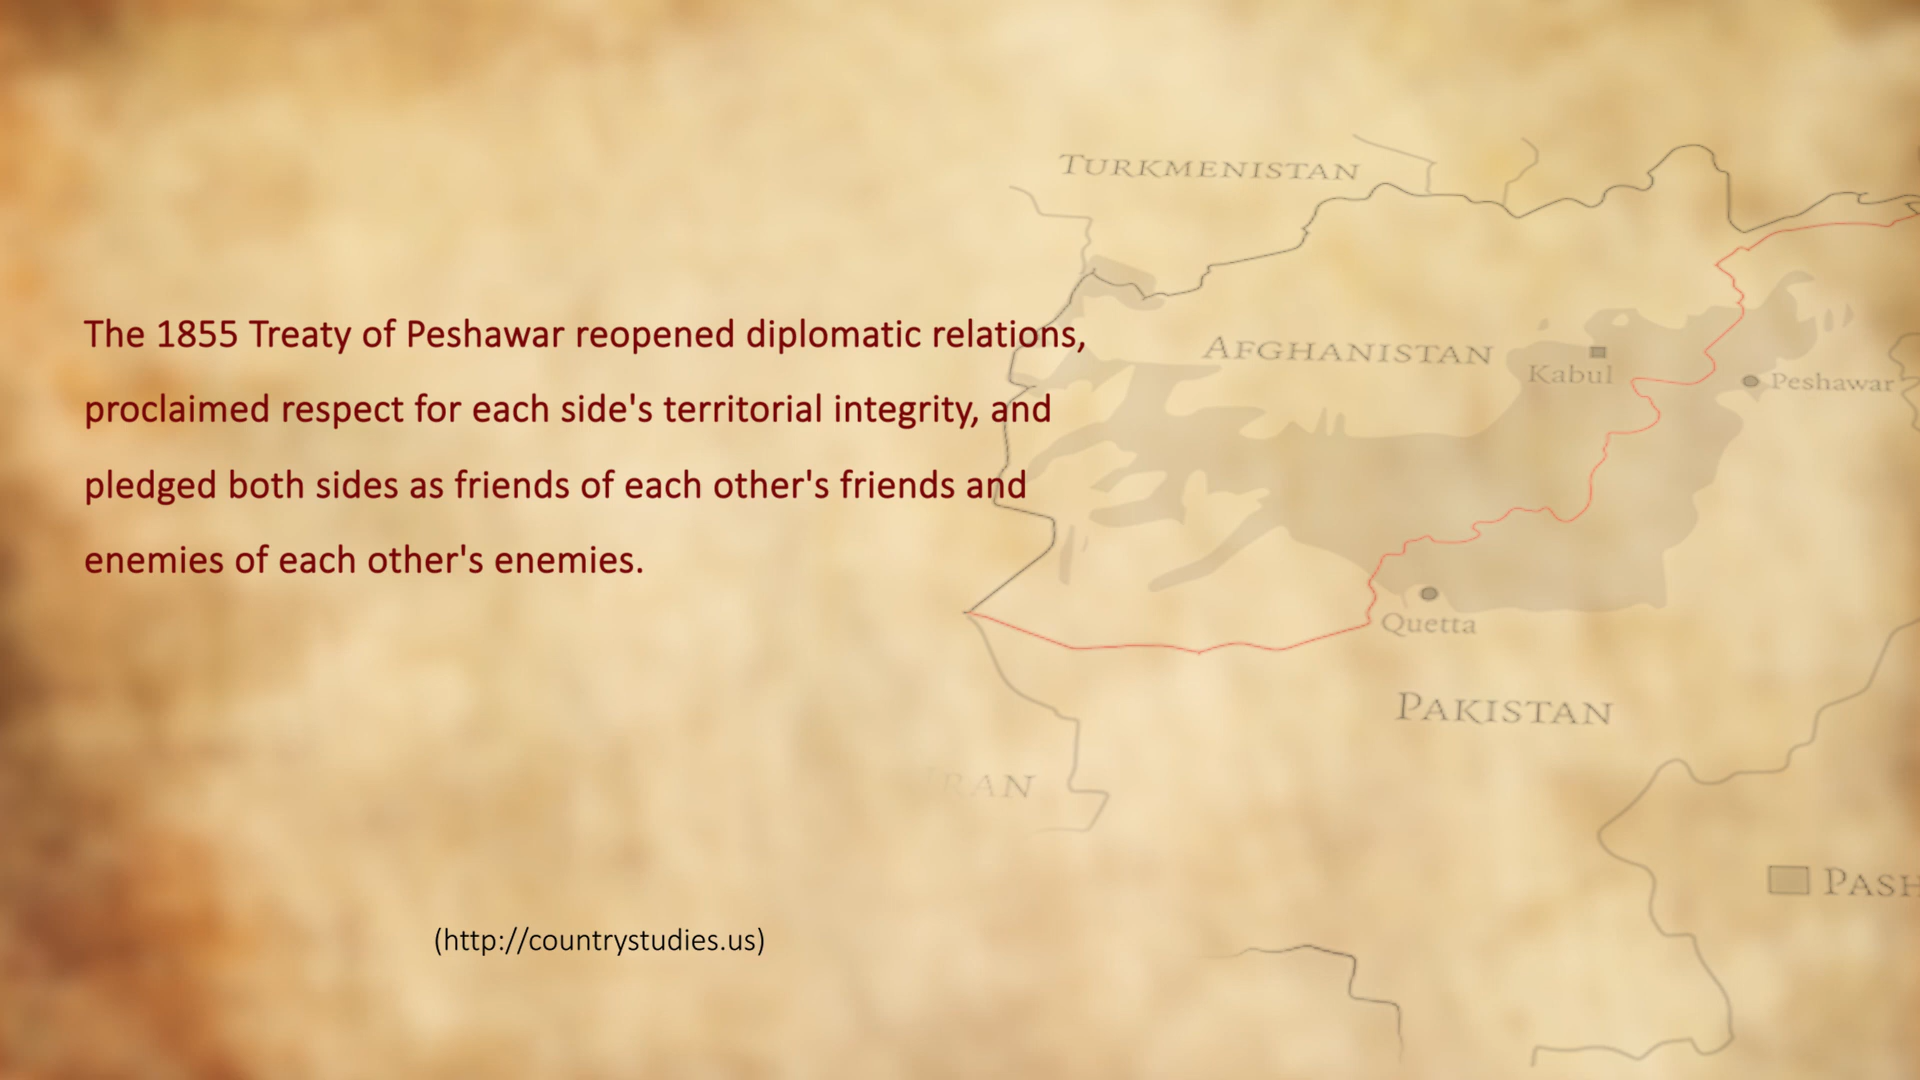 The 1855 Treaty of Peshawar reopened diplomatic relations,
proclaimed respect for each side's territorial integrity, and
pledged both sides as friends of each other's friends and
enemies of each other's enemies.
(http://countrystudies.us)
TURKMENISTAN
AFGHANISTAN
Kabul
Peshawar
Quetta
PAKISTAN
IRAN
PASH